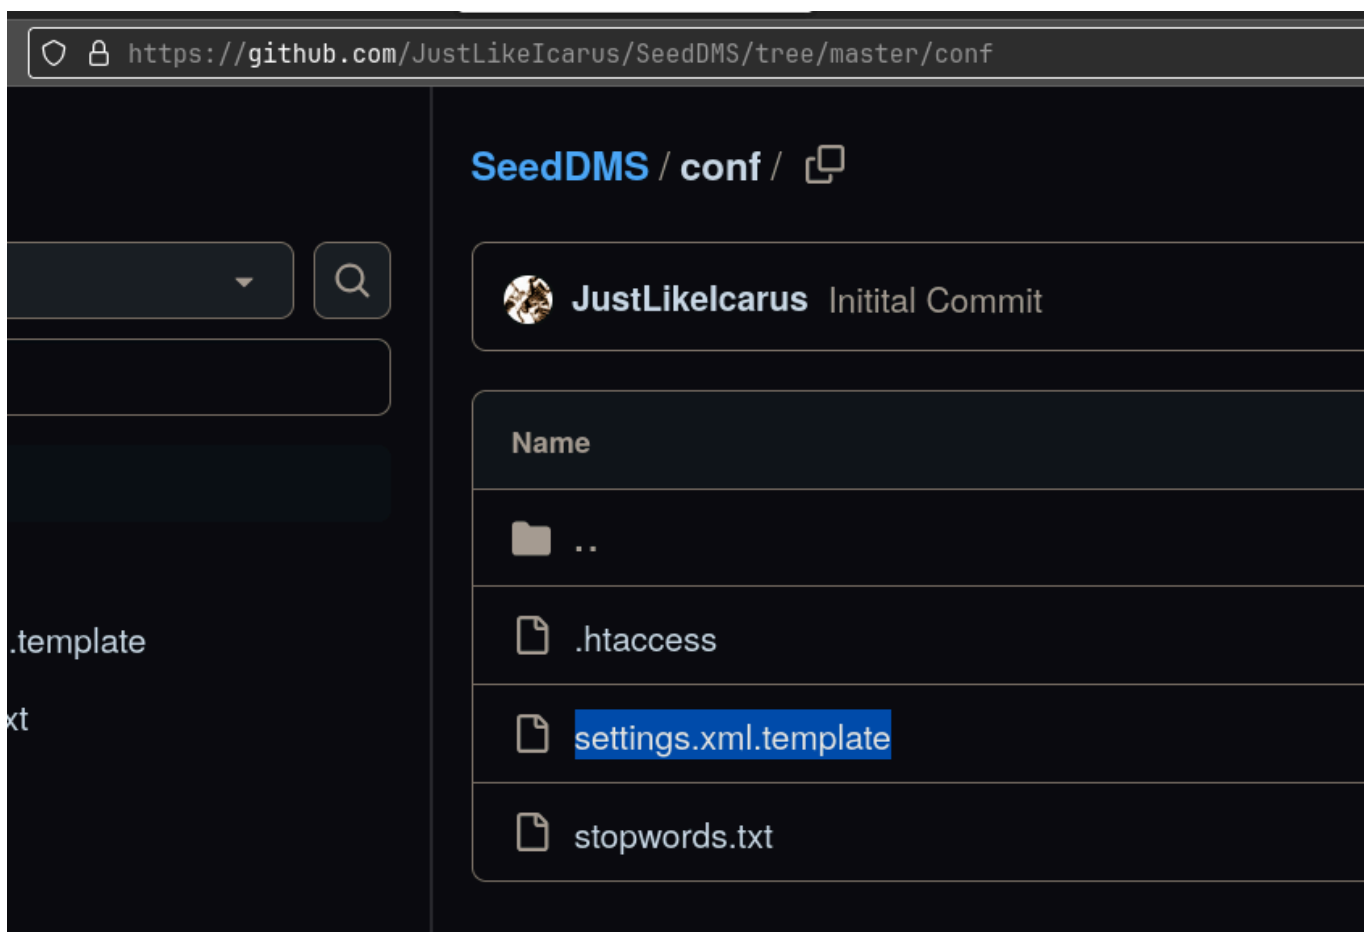 https://github.com/JustLikeIcarus/SeedDMS/tree/master/conf
SeedDMS / conf /
JustLikeIcarus Initital Commit
Name
..
.template
.htaccess
xt
settings.xml.template
stopwords.txt